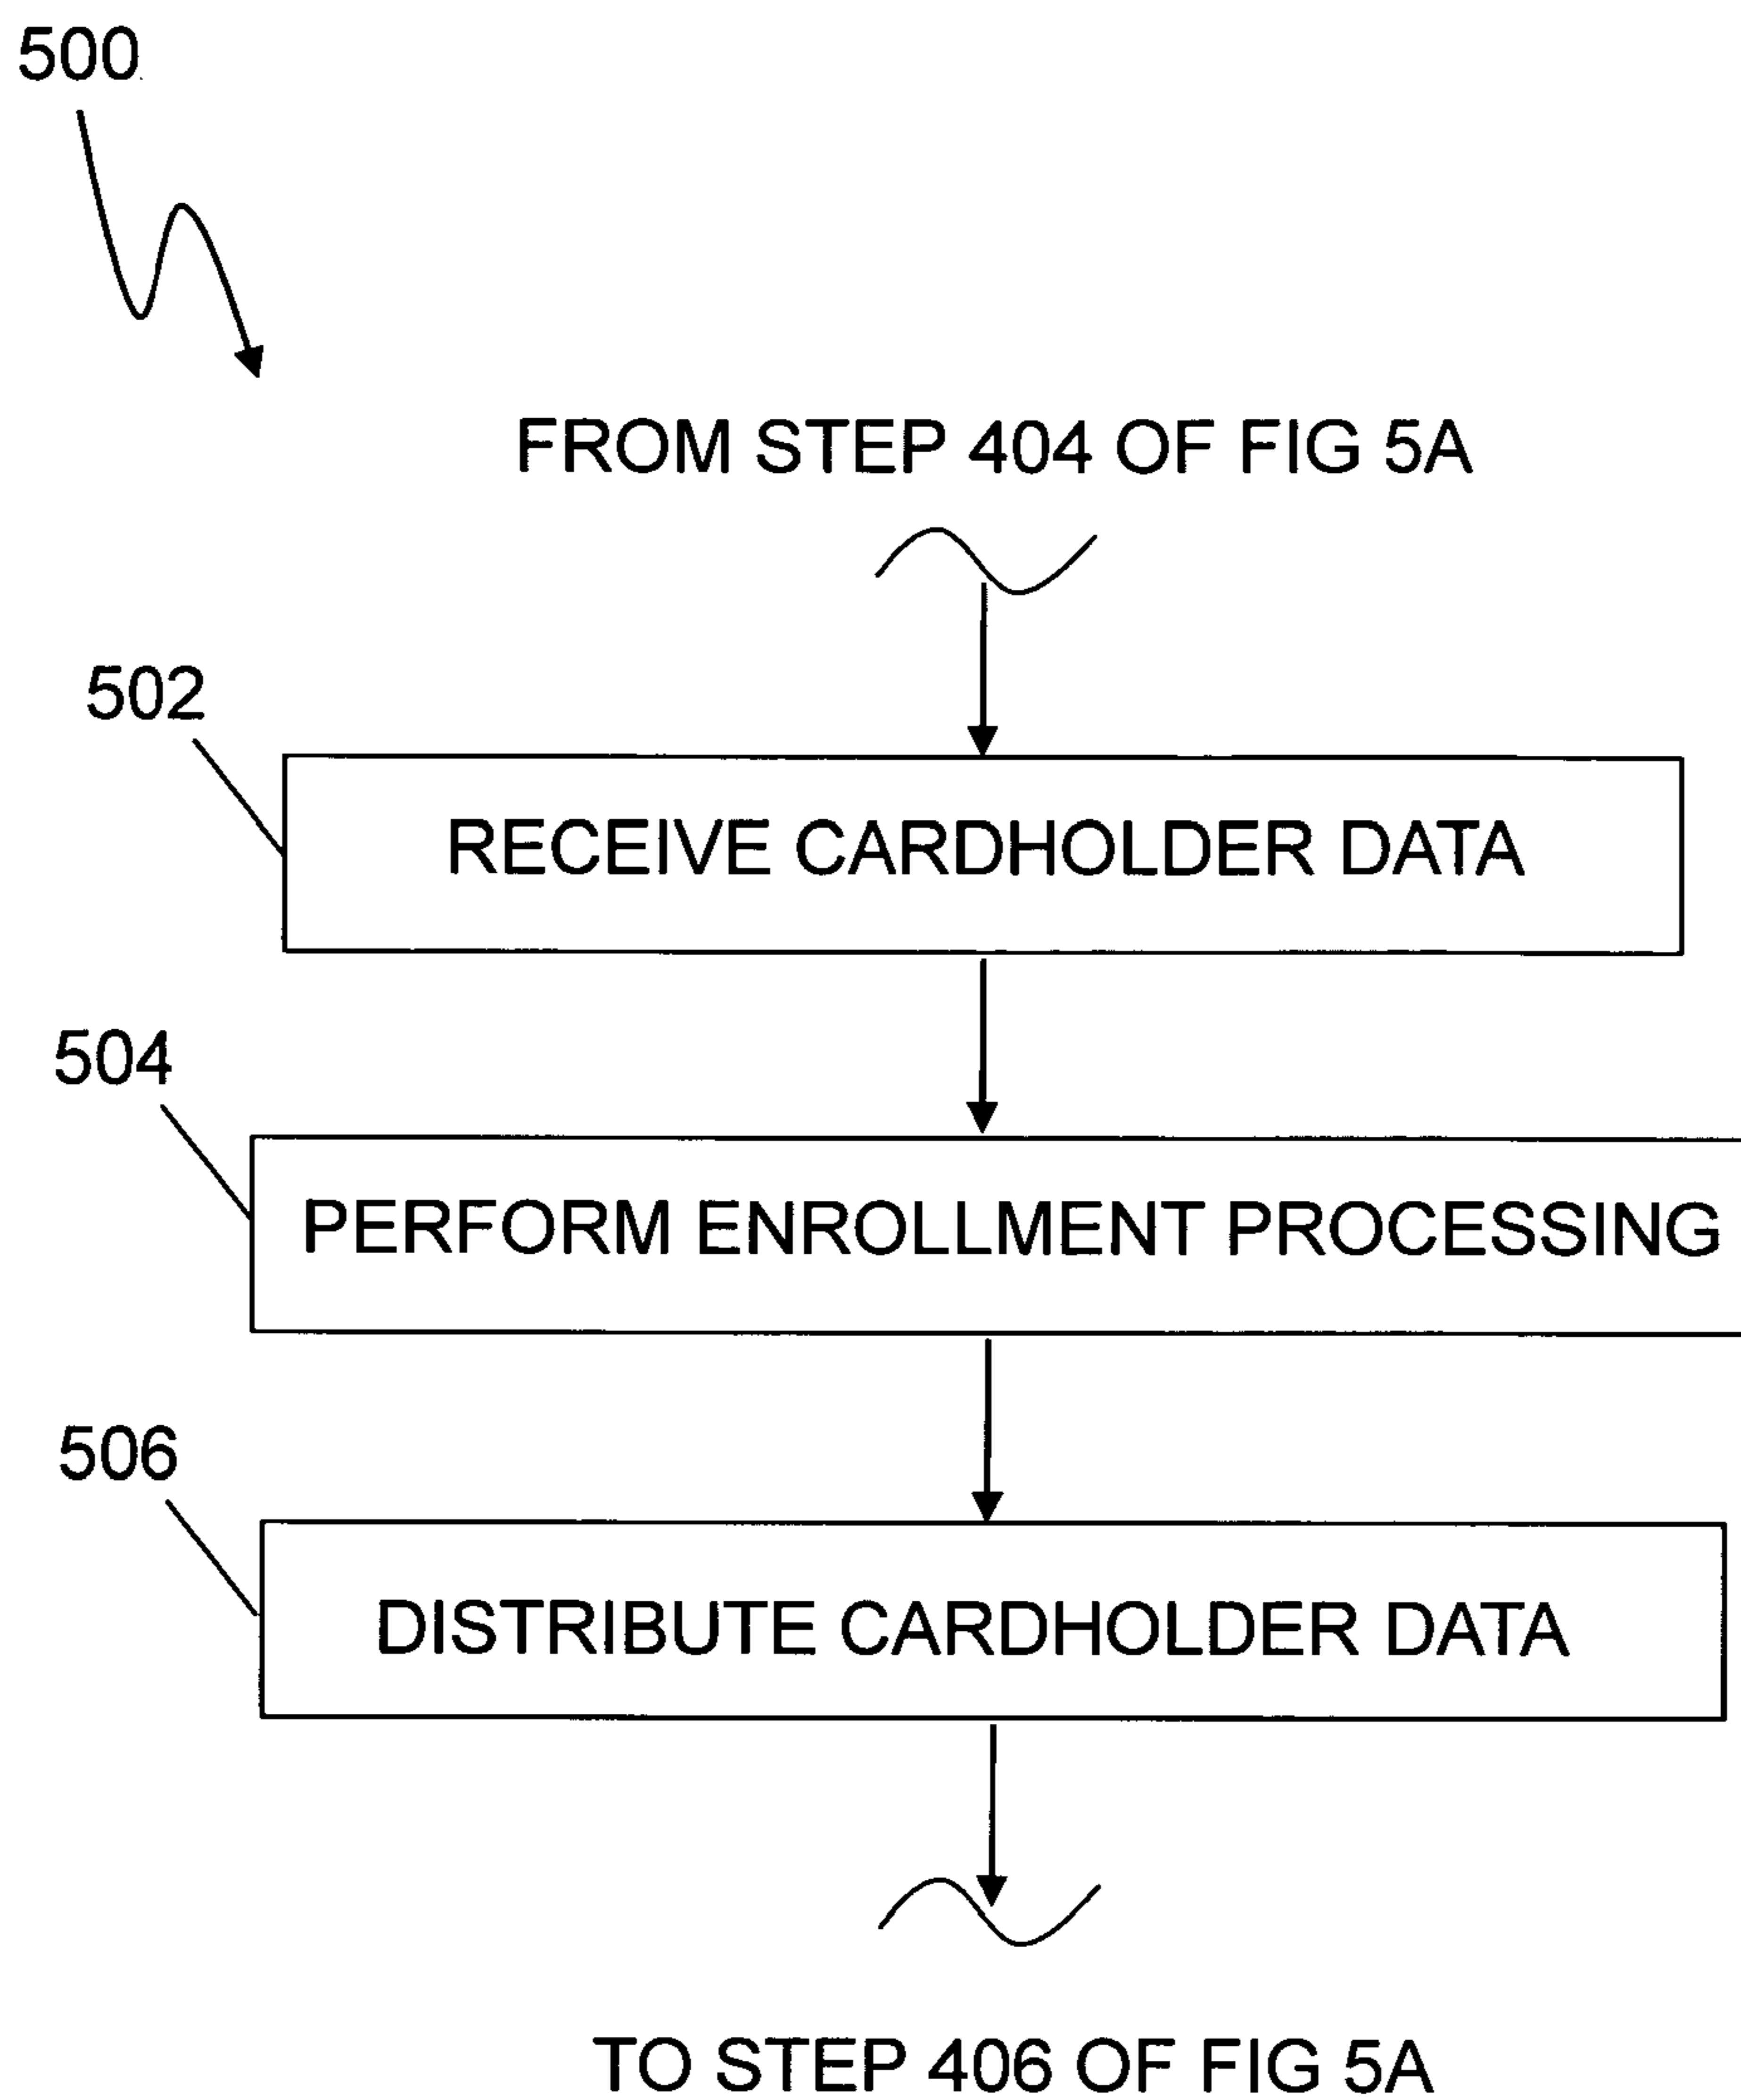 500
FROM STEP 404 OF FIG 5A
502
RECEIVE CARDHOLDER DATA
504
PERFORM ENROLLMENT PROCESSING
506
DISTRIBUTE CARDHOLDER DATA
TO STEP 406 OF FIG 5A